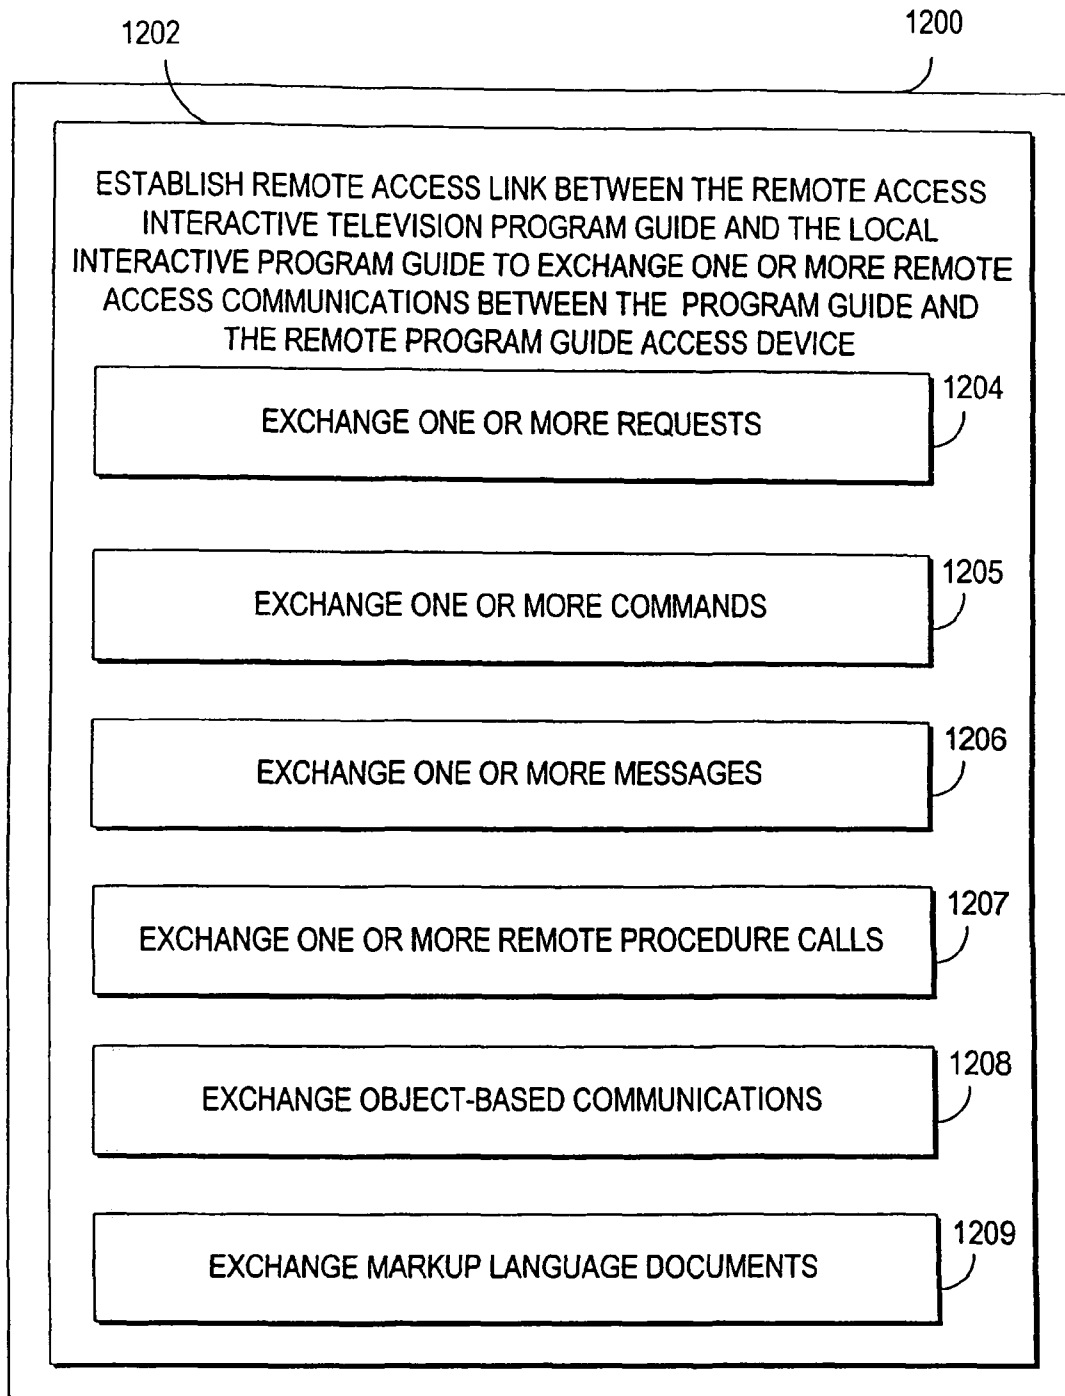 1202
1200
ESTABLISH REMOTE ACCESS LINK BETWEEN THE REMOTE ACCESS
INTERACTIVE TELEVISION PROGRAM GUIDE AND THE LOCAL
INTERACTIVE PROGRAM GUIDE TO EXCHANGE ONE OR MORE REMOTE
ACCESS COMMUNICATIONS BETWEEN THE PROGRAM GUIDE AND
THE REMOTE PROGRAM GUIDE ACCESS DEVICE
1204
EXCHANGE ONE OR MORE REQUESTS
1205
EXCHANGE ONE OR MORE COMMANDS
1206
EXCHANGE ONE OR MORE MESSAGES
1207
EXCHANGE ONE OR MORE REMOTE PROCEDURE CALLS
1208
EXCHANGE OBJECT-BASED COMMUNICATIONS
1209
EXCHANGE MARKUP LANGUAGE DOCUMENTS